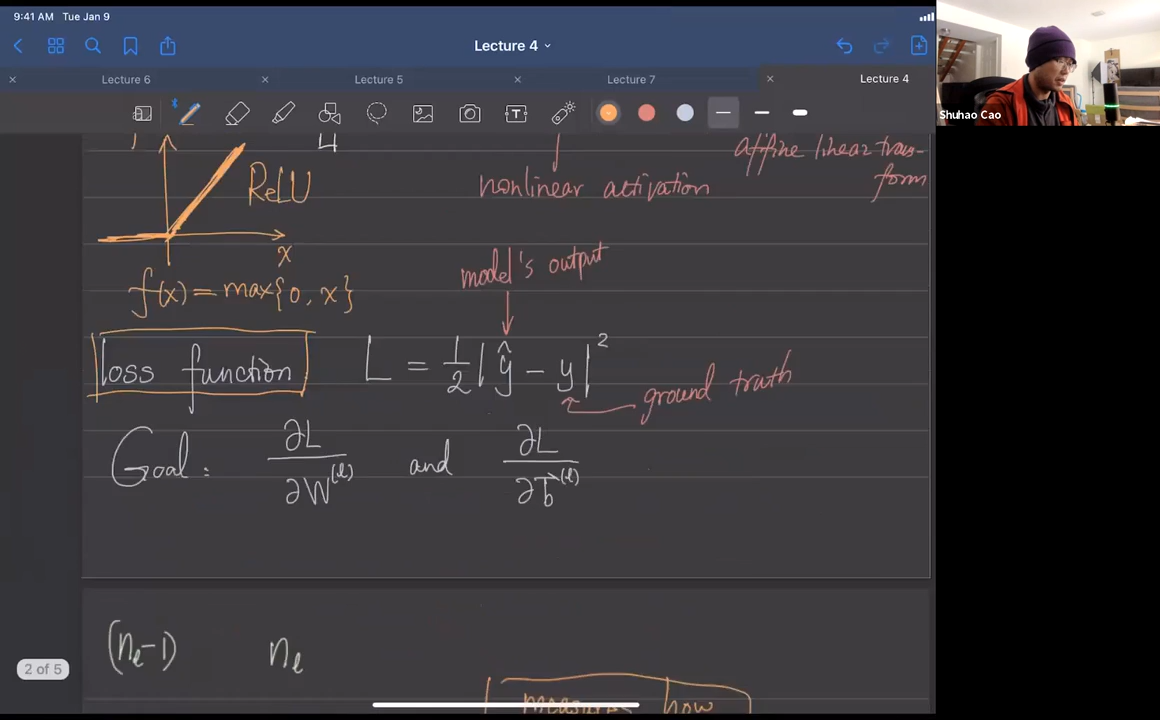 9:41 AM Tue Jan 9
Lecture 4
Lecture 6
Lecture 5
Lecture 7
Lecture 4
Shuhao Cao
4
affine linear trans-
form
nonlinear activation
ReLU
x
f(x) = max{0, x}
model's output
loss function L = 1/2 |ŷ - y|²
ground truth
Goal: ∂L/∂W^(l) and ∂L/∂b⃗^(l)
(n_l-1) n_l
2 of 5
measures how